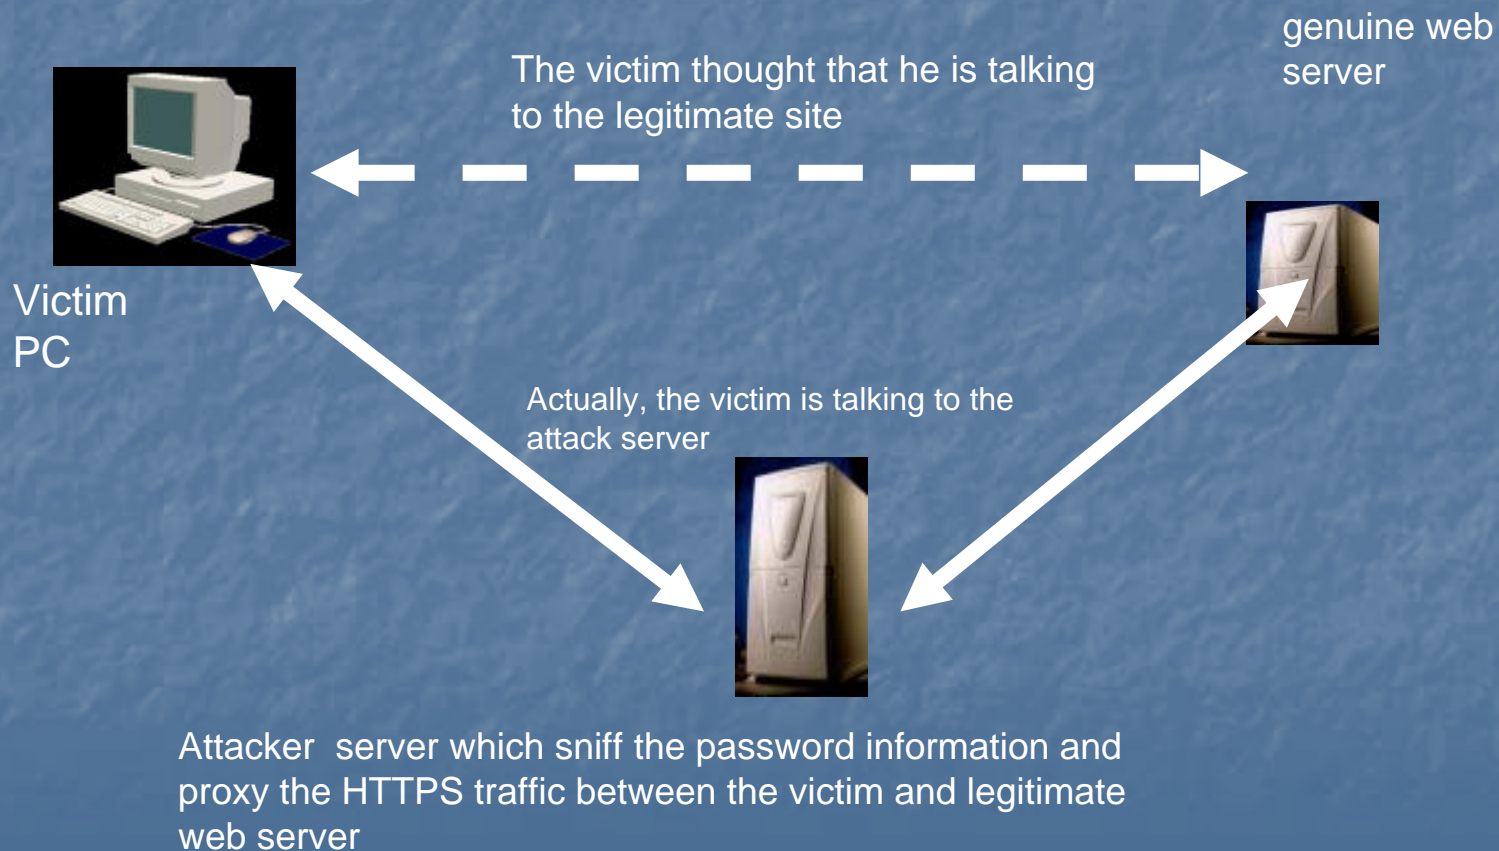 genuine web
server
The victim thought that he is talking
to the legitimate site
Victim
PC
Actually, the victim is talking to the
attack server
Attacker  server which sniff the password information and
proxy the HTTPS traffic between the victim and legitimate
web server